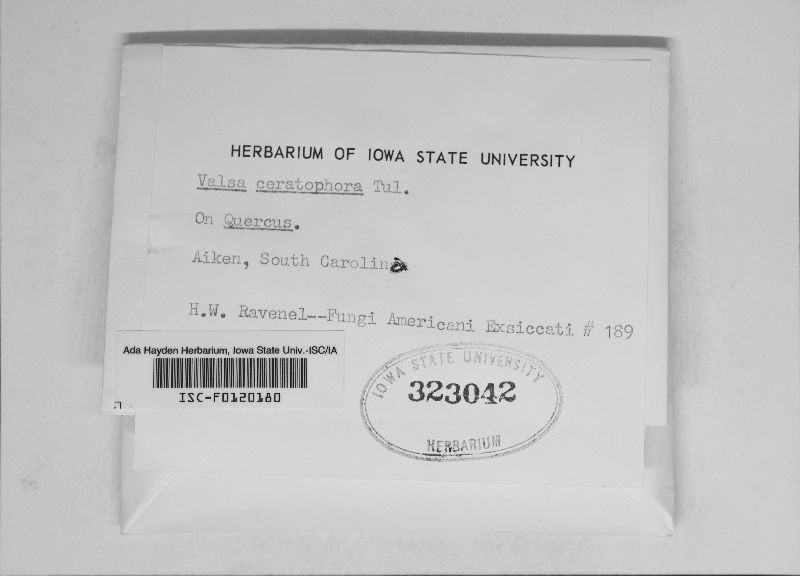 HERBARIUM OF IOWA STATE UNIVERSITY
Valsa ceratophora Tul.
On Quercus.
Aiken, South Carolina
H.W. Ravenel--Fungi Americani Exsiccati # 189
Ada Hayden Herbarium, Iowa State Univ.-ISC/IA
ISC-F0120180
IOWA STATE UNIVERSITY
323042
HERBARIUM